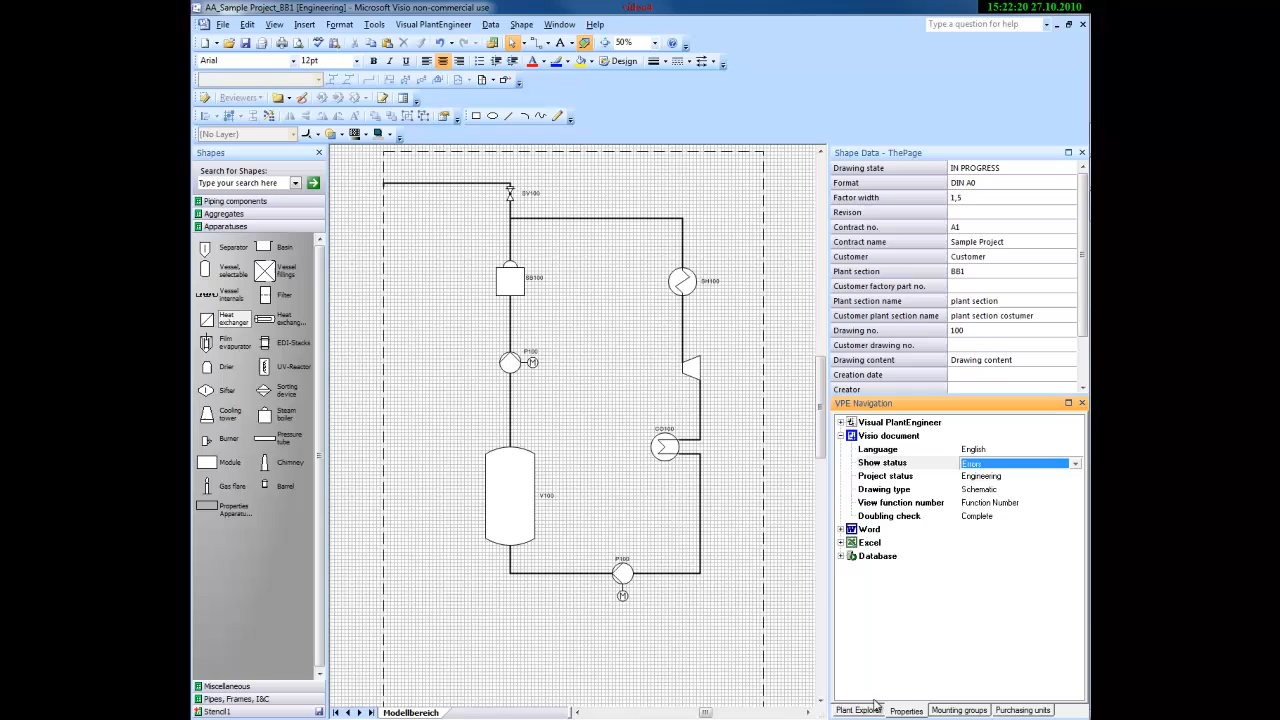 AA_Sample Project_BB1 [Engineering] - Microsoft Visio non-commercial use
15:22:20 27.10.2010
File Edit View Insert Format Tools Visual PlantEngineer Data Shape Window Help
Type a question for help
50%
Arial 12pt B I U Design
Reviewers
{No Layer}
Shapes
Search for Shapes:
Type your search here
Piping components
Aggregates
Apparatuses
Separator Basin
Vessel, selectable Vessel fillings
Vessel internals Filter
Heat exchanger Heat exchang...
Film evaporator EDI-Stacks
Drier UV-Reactor
Sifter Sorting device
Cooling tower Steam boiler
Burner Pressure tube
Module Chimney
Gas flare Barrel
Properties Apparatu...
Miscellaneous
Pipes, Frames, I&C
Stencil1
SV100
SB100
SH100
P100
M
CO100
V100
P100
M
Modellbereich
Shape Data - ThePage
Drawing state IN PROGRESS
Format DIN A0
Factor width 1,5
Revison
Contract no. A1
Contract name Sample Project
Customer Customer
Plant section BB1
Customer factory part no.
Plant section name plant section
Customer plant section name plant section costumer
Drawing no. 100
Customer drawing no.
Drawing content Drawing content
Creation date
Creator
VPE Navigation
Visual PlantEngineer
Visio document
Language English
Show status Errors
Project status Engineering
Drawing type Schematic
View function number Function Number
Doubling check Complete
Word
Excel
Database
Plant Explorer Properties Mounting groups Purchasing units